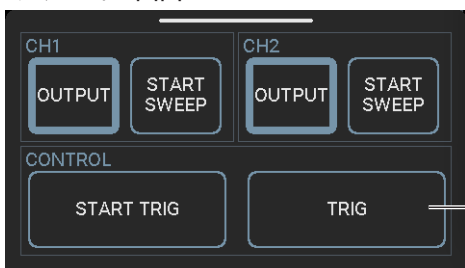 CH1
OUTPUT
START
SWEEP
CH2
OUTPUT
START
SWEEP
CONTROL
START TRIG
TRIG